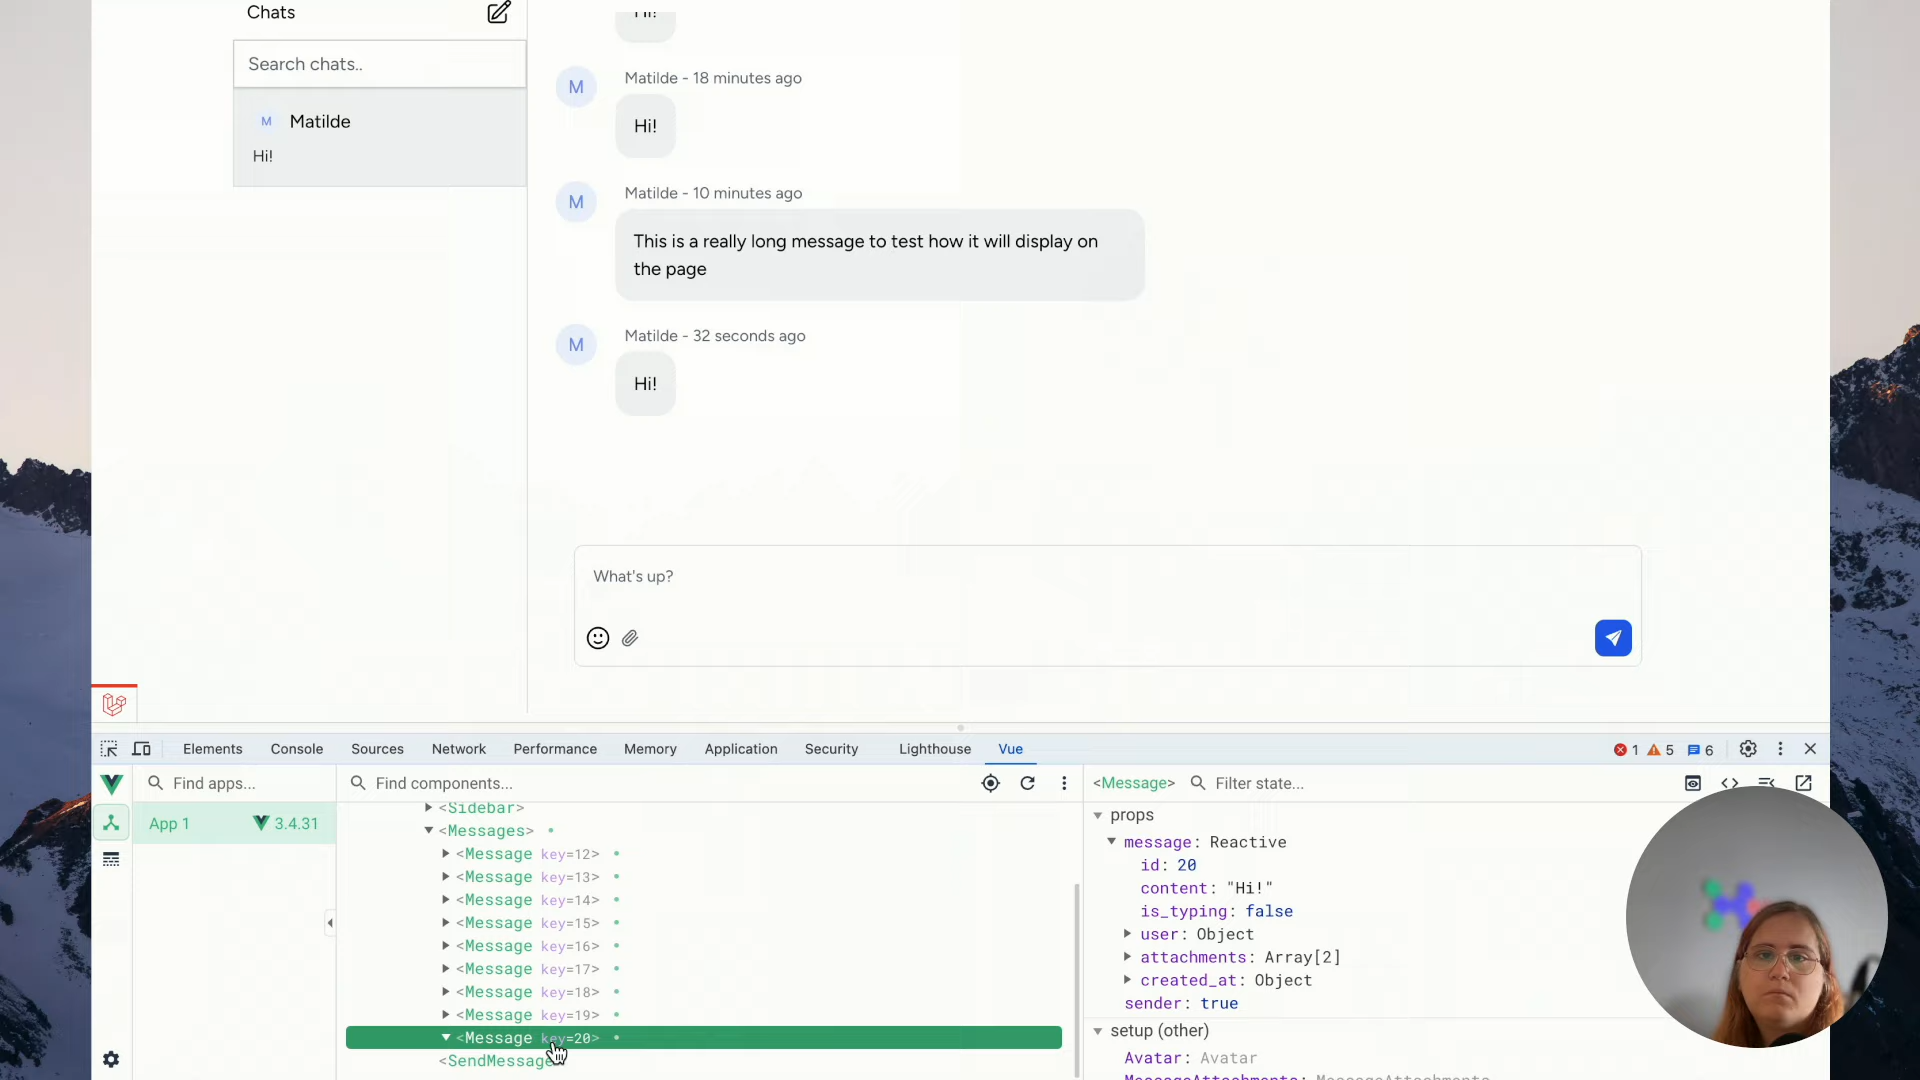 Chats
Search chats..
M Matilde
Hi!
Hi!
M Matilde - 18 minutes ago
Hi!
M Matilde - 10 minutes ago
This is a really long message to test how it will display on
the page
M Matilde - 32 seconds ago
Hi!
What's up?
Elements Console Sources Network Performance Memory Application Security Lighthouse Vue 1 5 6
Find apps...
App 1 3.4.31
Find components...
<Sidebar>
<Messages>
<Message key=12>
<Message key=13>
<Message key=14>
<Message key=15>
<Message key=16>
<Message key=17>
<Message key=18>
<Message key=19>
<Message key=20>
<SendMessage
<Message> Filter state...
props
message: Reactive
id: 20
content: "Hi!"
is_typing: false
user: Object
attachments: Array[2]
created_at: Object
sender: true
setup (other)
Avatar: Avatar
MessageAttachments: MessageAttachments